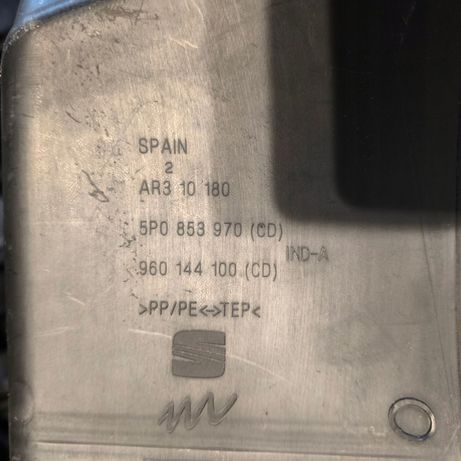 SPAIN
2
AR3 10 180
5P0 853 970 (CD)
IND-A
960 144 100 (CD)
>PP/PE<->TEP<